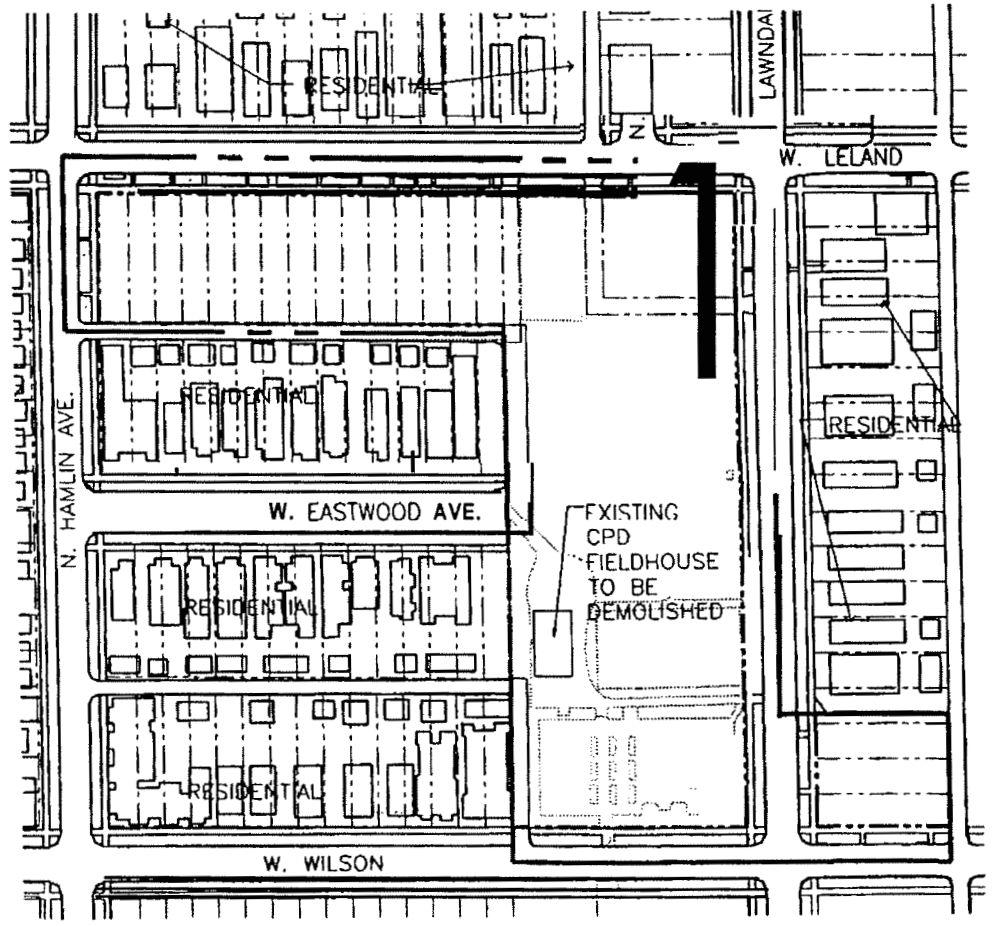 RESIDENTIAL
N. LAWNDA
W. LELAND
RESIDENTIAL
N. HAMLIN AVE.
RESIDENTIAL
W. EASTWOOD AVE.
EXISTING
CPD
FIELDHOUSE
TO BE
DEMOLISHED
RESIDENTIAL
RESIDENTIAL
W. WILSON